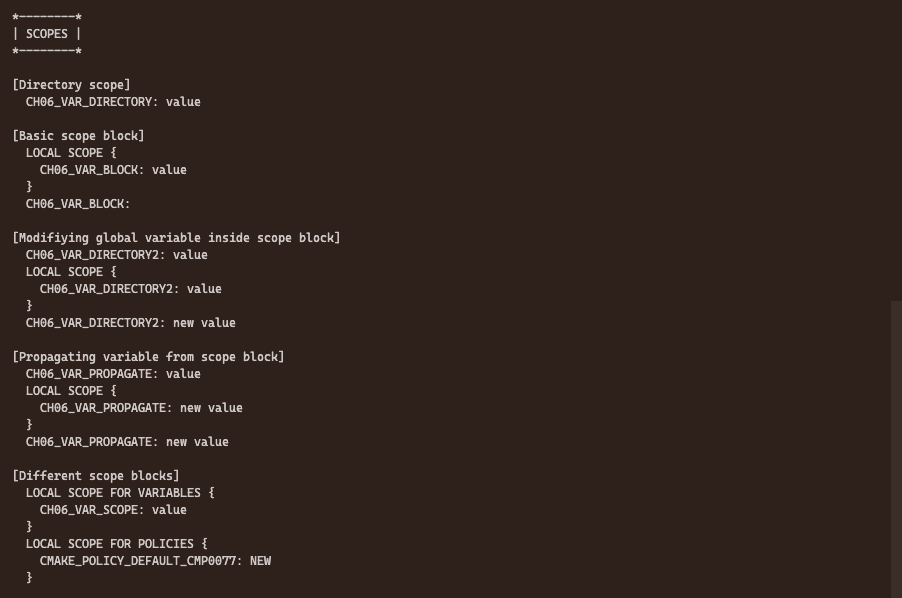 *--------*
| SCOPES |
*--------*

[Directory scope]
  CH06_VAR_DIRECTORY: value

[Basic scope block]
  LOCAL SCOPE {
    CH06_VAR_BLOCK: value
  }
  CH06_VAR_BLOCK:

[Modifiying global variable inside scope block]
  CH06_VAR_DIRECTORY2: value
  LOCAL SCOPE {
    CH06_VAR_DIRECTORY2: value
  }
  CH06_VAR_DIRECTORY2: new value

[Propagating variable from scope block]
  CH06_VAR_PROPAGATE: value
  LOCAL SCOPE {
    CH06_VAR_PROPAGATE: new value
  }
  CH06_VAR_PROPAGATE: new value

[Different scope blocks]
  LOCAL SCOPE FOR VARIABLES {
    CH06_VAR_SCOPE: value
  }
  LOCAL SCOPE FOR POLICIES {
    CMAKE_POLICY_DEFAULT_CMP0077: NEW
  }